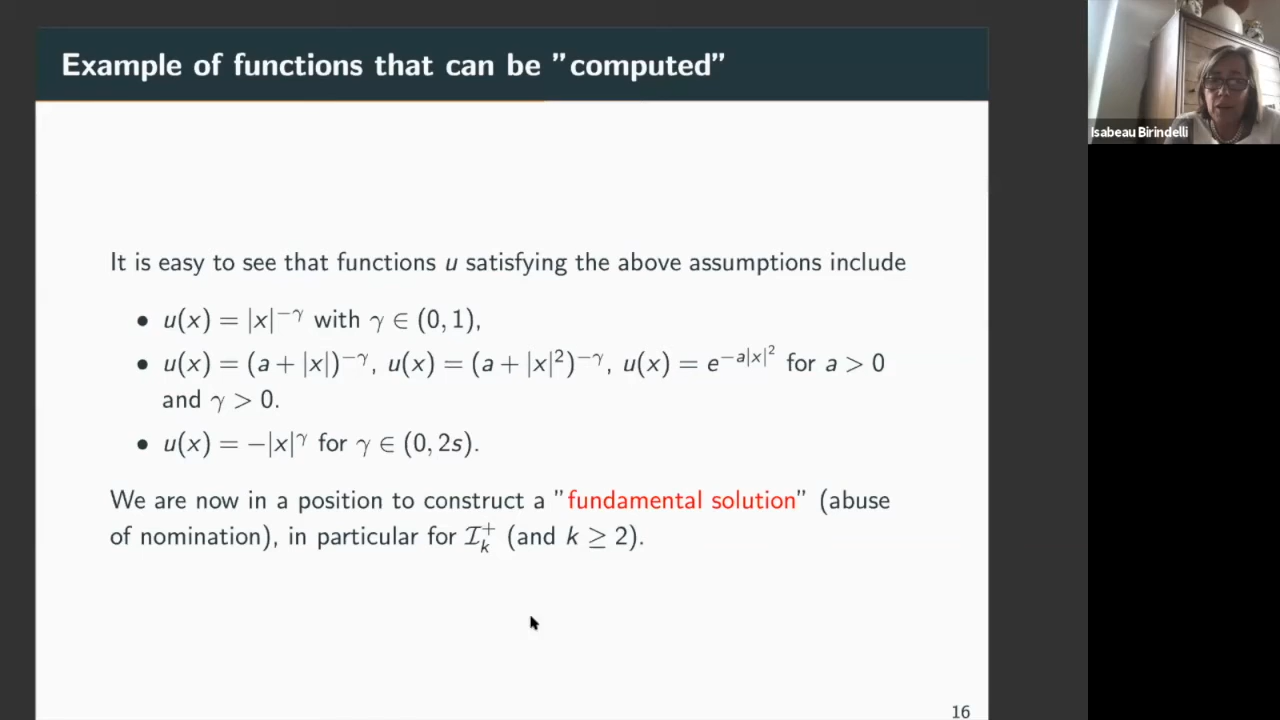 Example of functions that can be ”computed”
Isabeau Birindelli
It is easy to see that functions u satisfying the above assumptions include
• u(x) = |x|^{−γ} with γ ∈ (0, 1),
• u(x) = (a + |x|)^{−γ}, u(x) = (a + |x|²)^{−γ}, u(x) = e^{−a|x|²} for a > 0
and γ > 0.
• u(x) = −|x|^γ for γ ∈ (0, 2s).
We are now in a position to construct a ”fundamental solution” (abuse
of nomination), in particular for 𝓘_k^+ (and k ≥ 2).
16